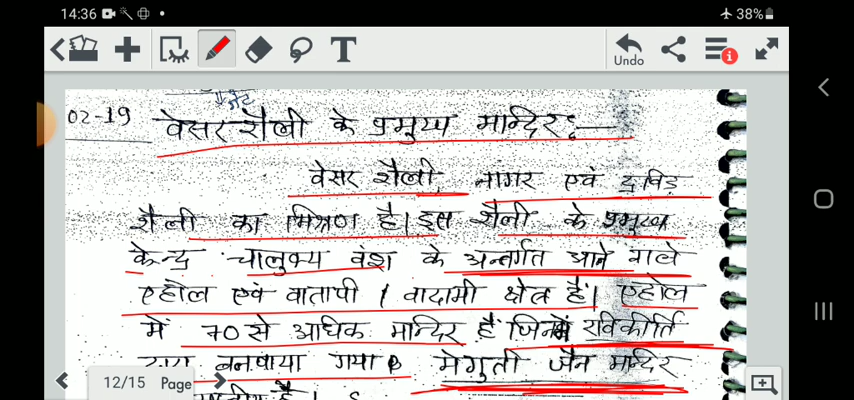 14:36 38%
Undo
02-19 वेसर शैली के प्रमुख मन्दिर :—
वेसर शैली नागर एवं द्रविड़
शैली का मिश्रण है। इस शैली के प्रमुख
केन्द्र चालुक्य वंश के अन्तर्गत आने वाले
एहोल एवं वातापी / वादामी क्षेत्र हैं। एहोल
में 70 से अधिक मन्दिर हैं जिनमें रविकीर्ति
बनवाया गया मेगुती जैन मन्दिर
12/15 Page